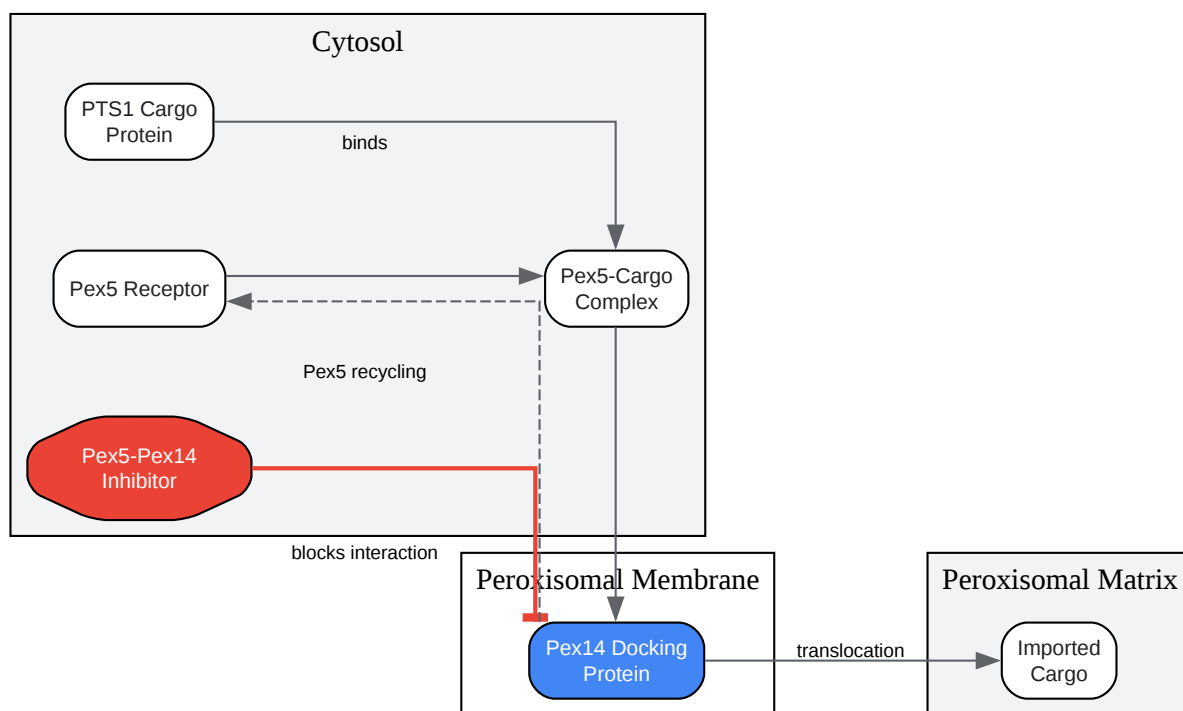 Cytosol
PTS1 Cargo
Protein
binds
Pex5 Receptor
Pex5-Cargo
Complex
Pex5 recycling
Pex5-Pex14
Inhibitor
blocks interaction
Peroxisomal Membrane
Peroxisomal Matrix
Pex14 Docking
Protein
translocation
Imported
Cargo